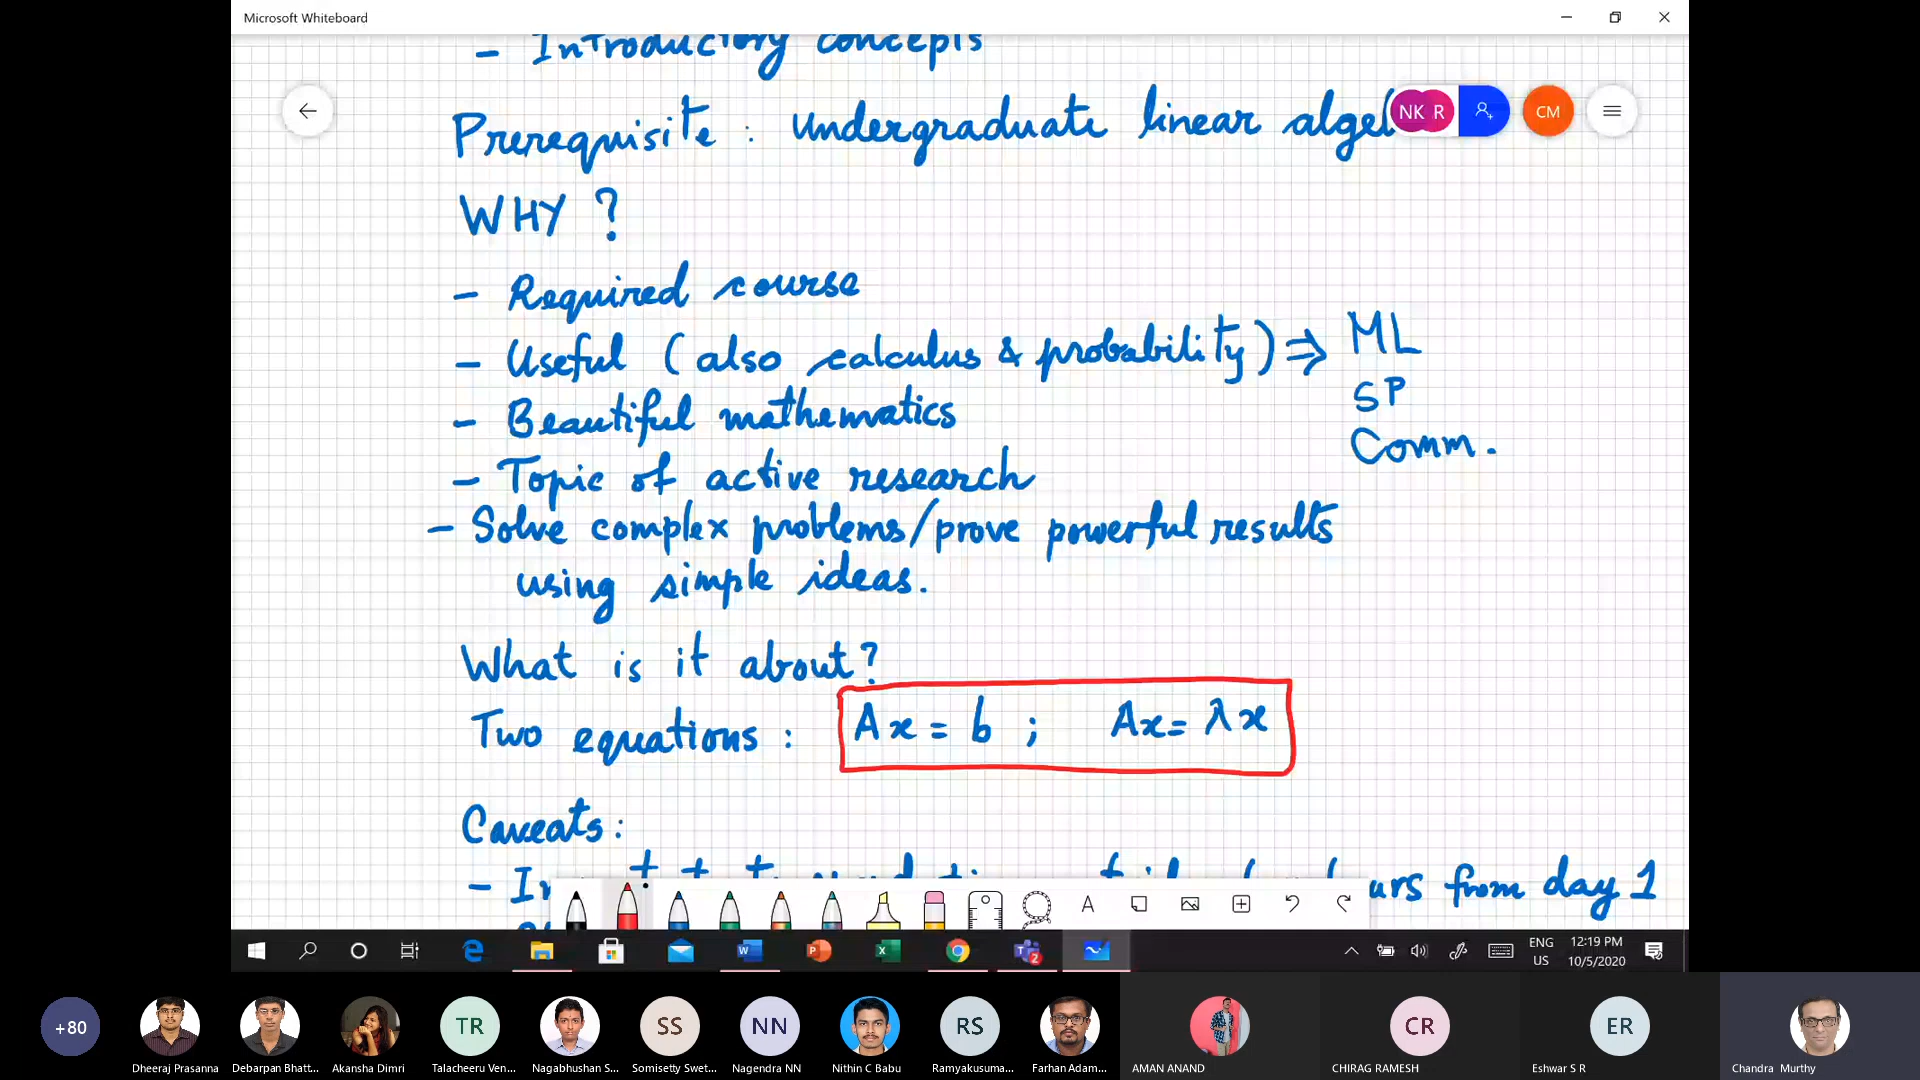 Microsoft Whiteboard
- Introductory concepts
Prerequisite : Undergraduate linear algeb
NK R
CM
WHY ?
- Required course
- Useful (also calculus & probability) ⇒ ML
SP
Comm.
- Beautiful mathematics
- Topic of active research
- Solve complex problems/prove powerful results
using simple ideas.
What is it about?
Two equations : Ax = b ; Ax = λx
Caveats:
from day 1
ENG
US
12:19 PM
10/5/2020
+80
TR
SS
NN
RS
CR
ER
Dheeraj Prasanna
Debarpan Bhatt...
Akansha Dimri
Talacheeru Ven...
Nagabhushan S...
Somisetty Swet...
Nagendra NN
Nithin C Babu
Ramyakusuma...
Farhan Adam...
AMAN ANAND
CHIRAG RAMESH
Eshwar S R
Chandra Murthy